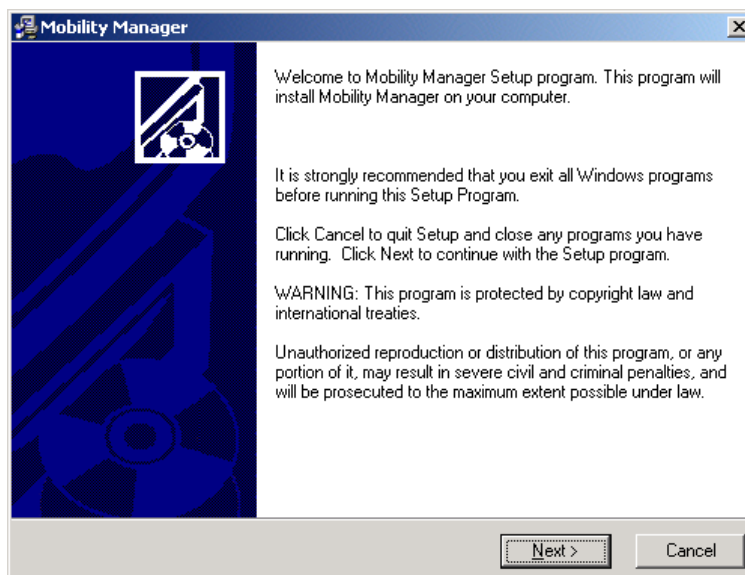 Mobility Manager
Welcome to Mobility Manager Setup program. This program will
install Mobility Manager on your computer.
It is strongly recommended that you exit all Windows programs
before running this Setup Program.
Click Cancel to quit Setup and close any programs you have
running.  Click Next to continue with the Setup program.
WARNING: This program is protected by copyright law and
international treaties.
Unauthorized reproduction or distribution of this program, or any
portion of it, may result in severe civil and criminal penalties, and
will be prosecuted to the maximum extent possible under law.
Next >
Cancel